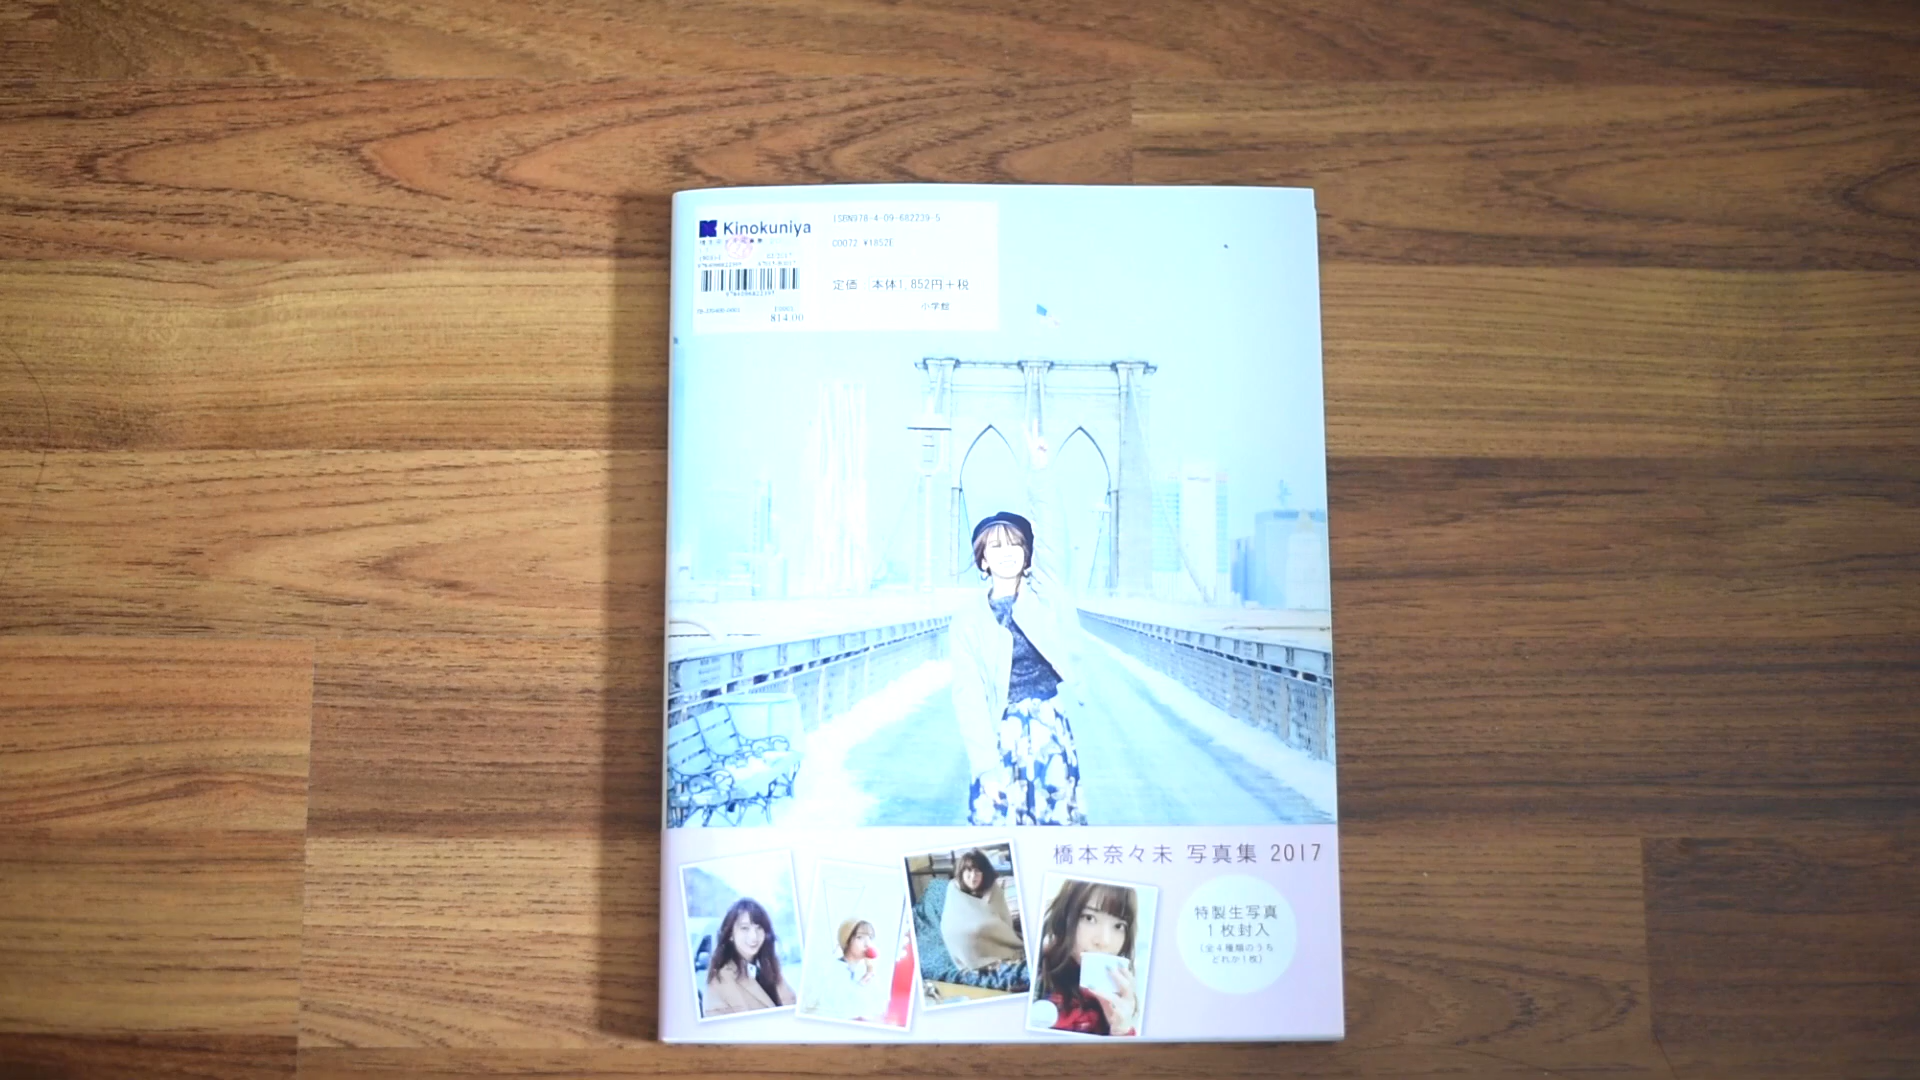 Kinokuniya
ISBN978-4-09-682239-5
C0072 ¥1852E
定価 本体1,852円+税
小学館
9784096822395
814.00
橋本奈々未 写真集 2017
特製生写真
1枚封入
(全4種類のうち
どれか1枚)